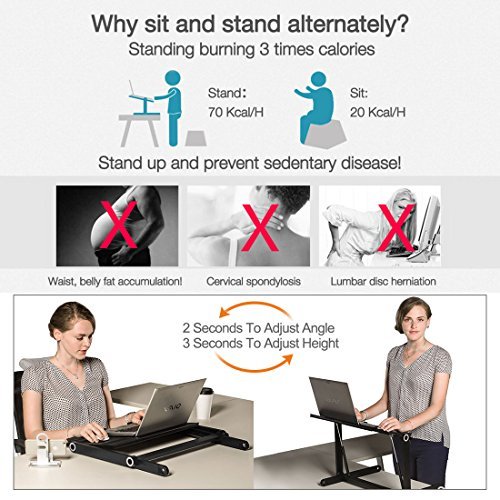 Why sit and stand alternately?
Standing burning 3 times calories
Stand:
70 Kcal/H
Sit:
20 Kcal/H
Stand up and prevent sedentary disease!
X X X
Waist, belly fat accumulation!
Cervical spondylosis
Lumbar disc herniation
2 Seconds To Adjust Angle
3 Seconds To Adjust Height
VAIO